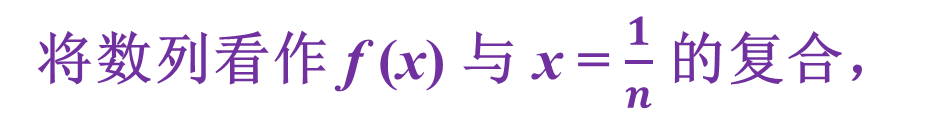 将数列看作 f (x) 与 x = 1/n 的复合，